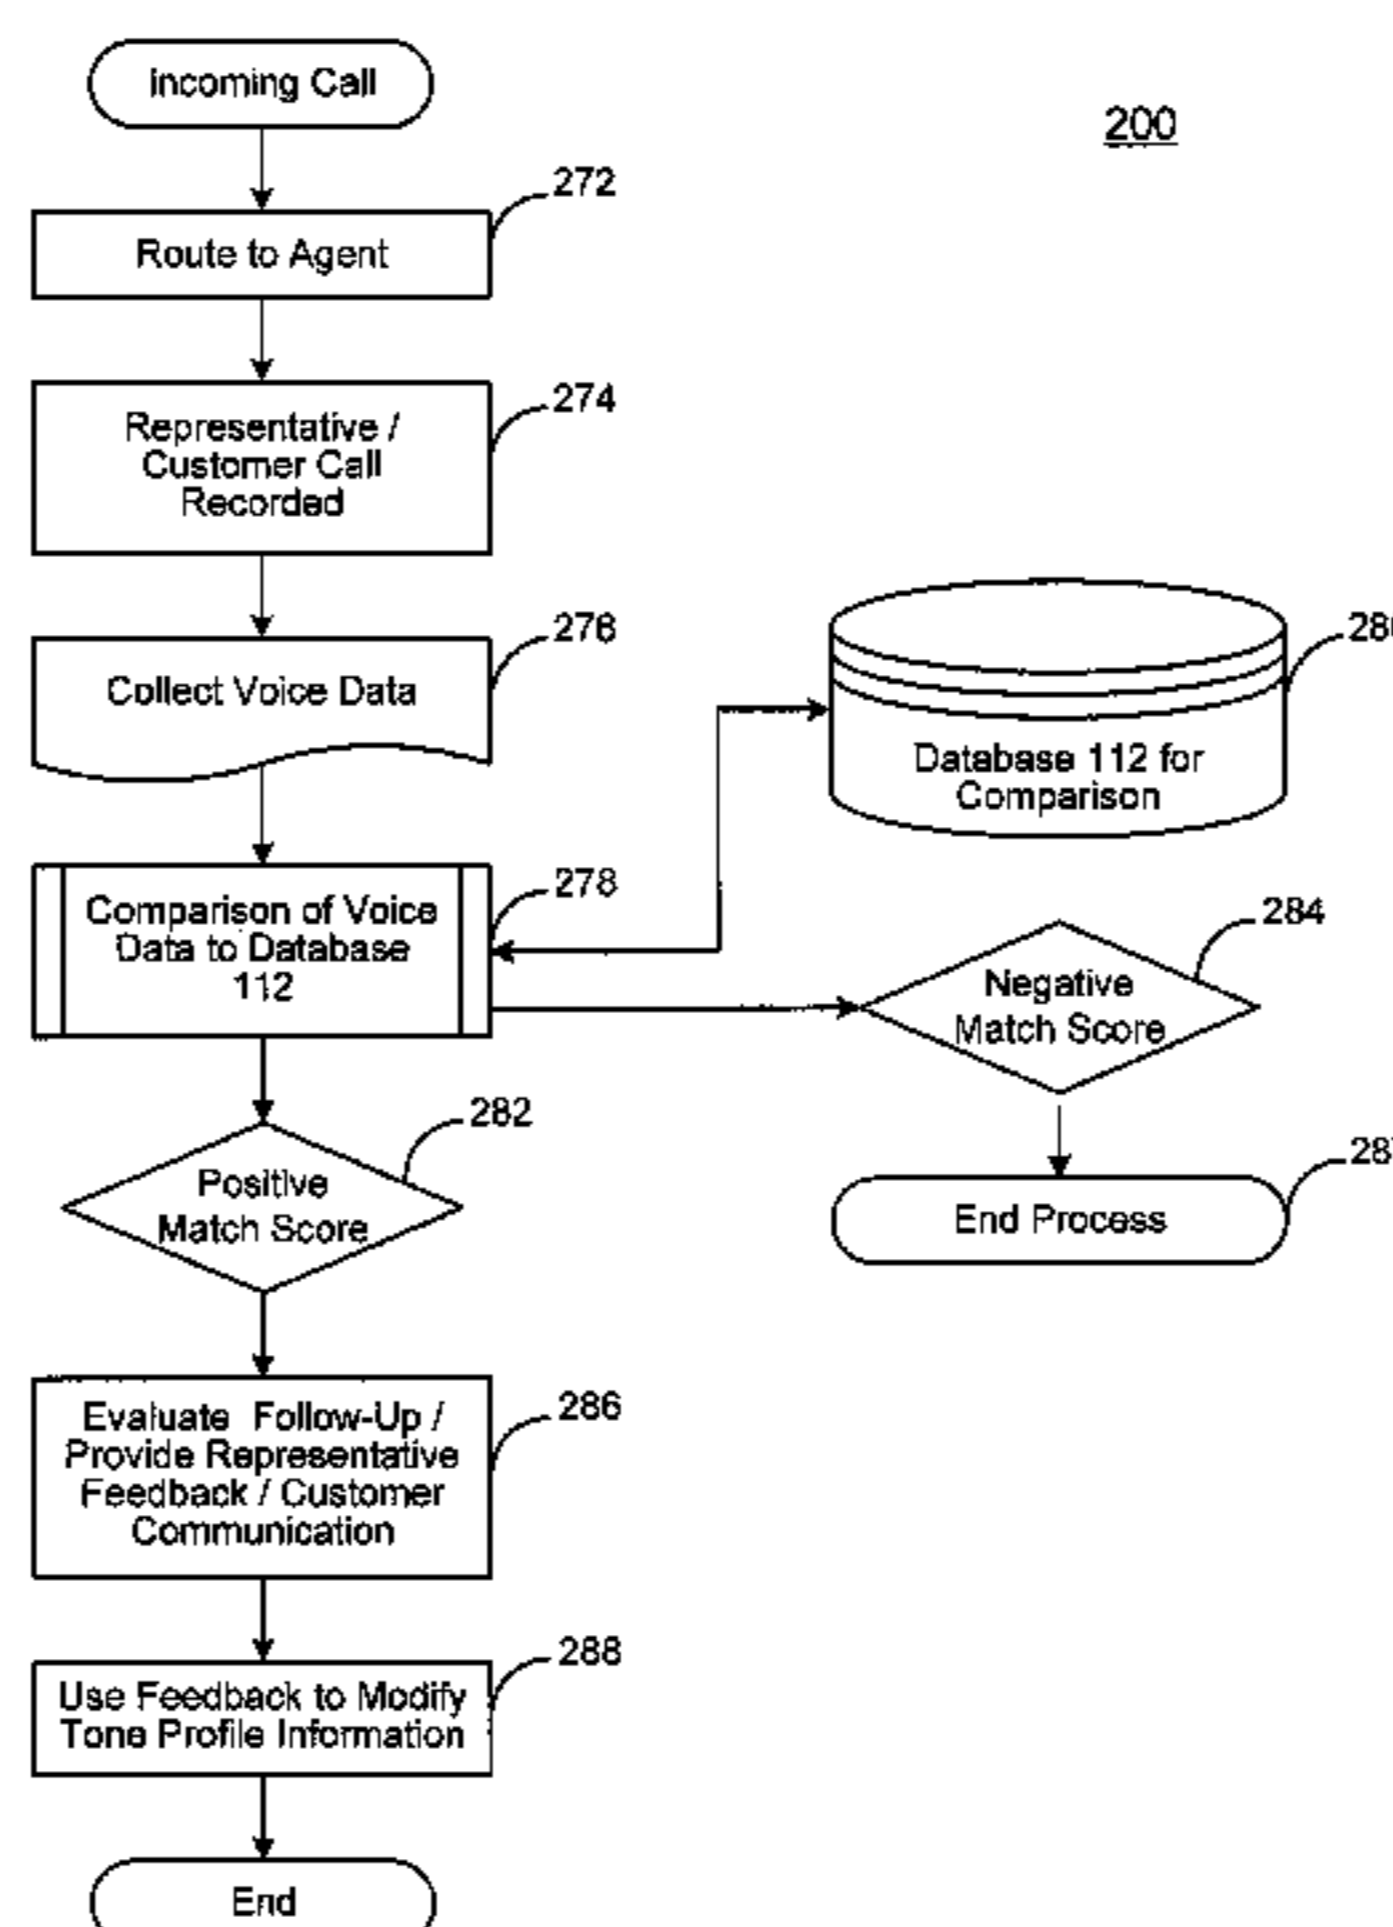 Incoming Call
200
272
Route to Agent
274
Representative /
Customer Call
Recorded
276
Collect Voice Data
Database 112 for
Comparison
278
Comparison of Voice
Data to Database
112
284
Negative
Match Score
282
Positive
Match Score
End Process
286
Evaluate Follow-Up /
Provide Representative
Feedback / Customer
Communication
288
Use Feedback to Modify
Tone Profile Information
End